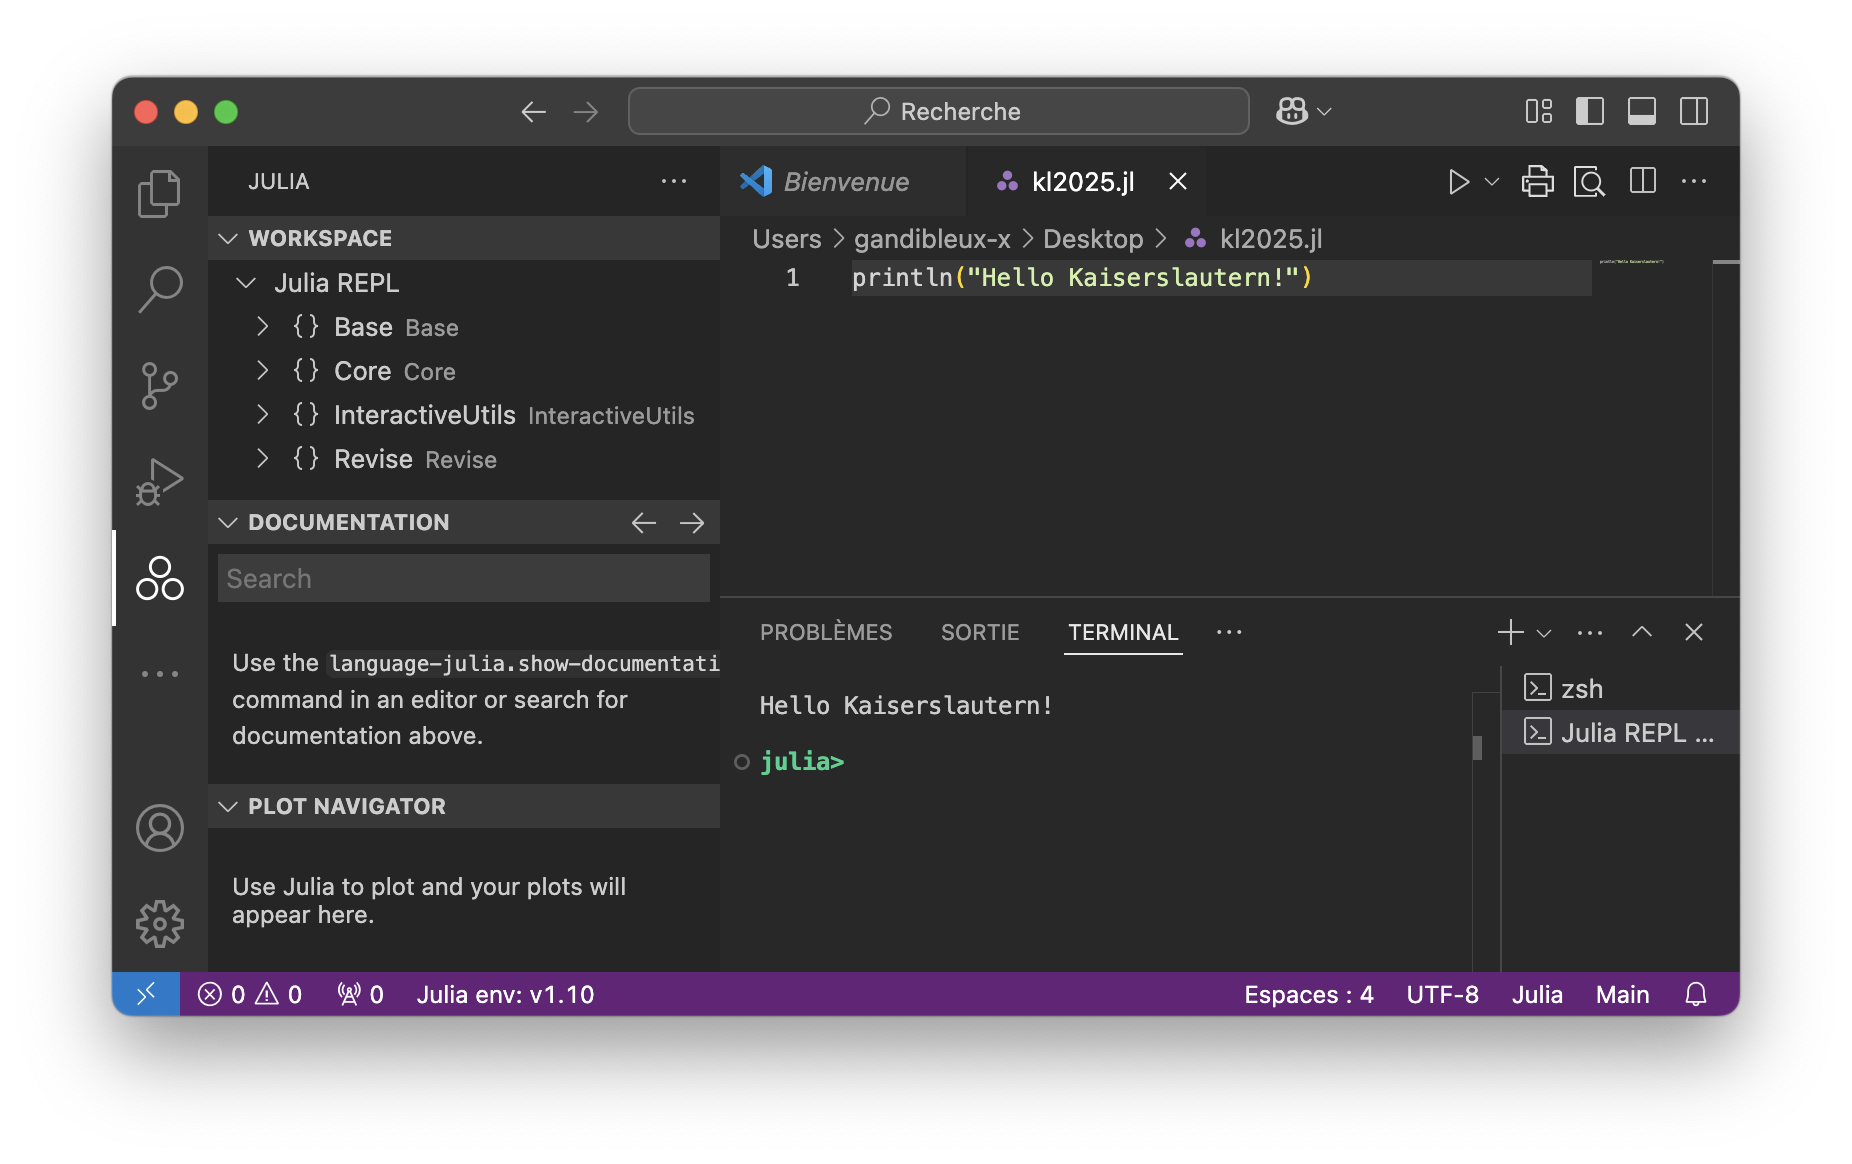 Recherche
JULIA
WORKSPACE
Julia REPL
{} Base Base
{} Core Core
{} InteractiveUtils InteractiveUtils
{} Revise Revise
DOCUMENTATION
Search
Use the language-julia.show-documentati
command in an editor or search for
documentation above.
PLOT NAVIGATOR
Use Julia to plot and your plots will
appear here.
Bienvenue
kl2025.jl
Users > gandibleux-x > Desktop > kl2025.jl
1 println("Hello Kaiserslautern!")
println("Hello Kaiserslautern!")
PROBLÈMES SORTIE TERMINAL
Hello Kaiserslautern!
julia>
zsh
Julia REPL ...
0 0 0 Julia env: v1.10
Espaces : 4 UTF-8 Julia Main